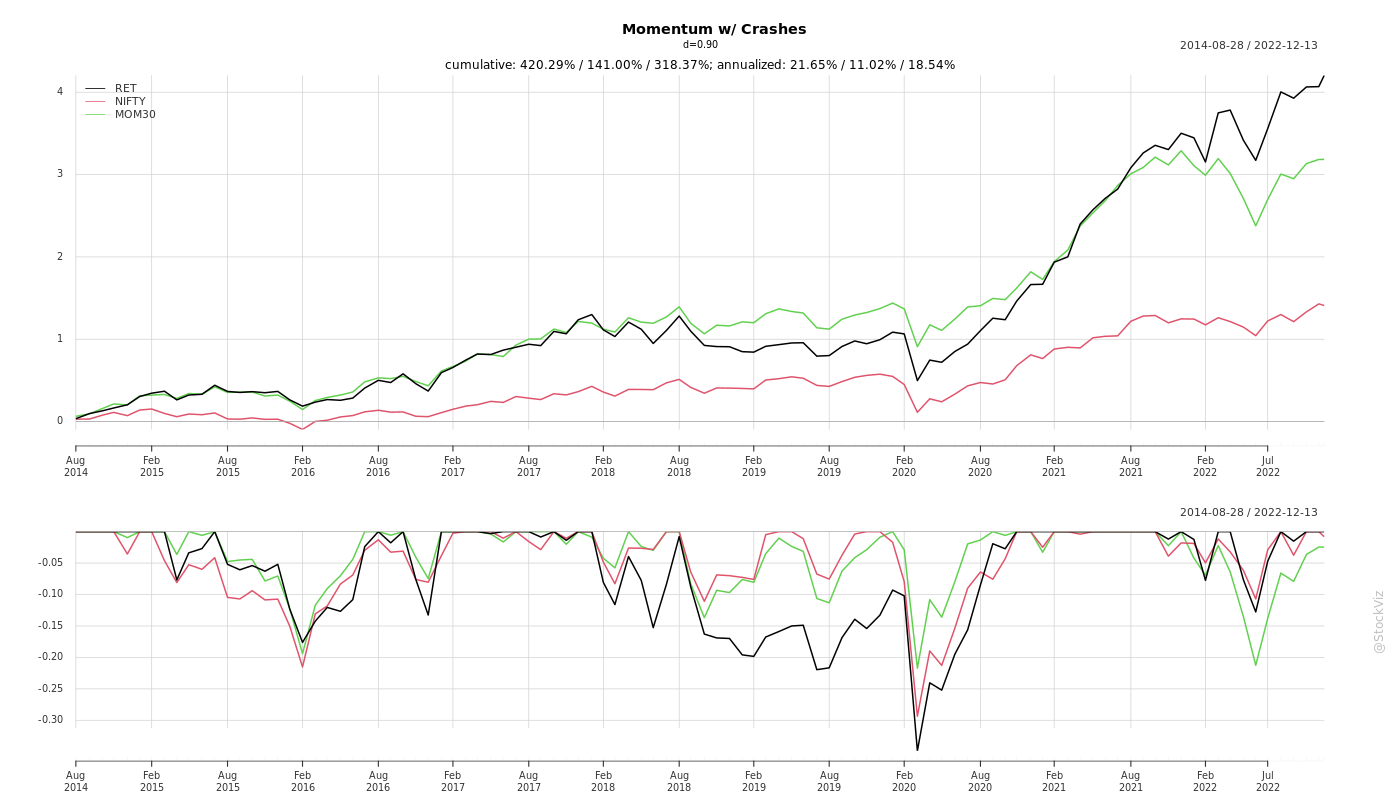 Momentum w/ Crashes
d=0.90
2014-08-28 / 2022-12-13
cumulative: 420.29% / 141.00% / 318.37%; annualized: 21.65% / 11.02% / 18.54%
RET
NIFTY
MOM30
4
3
2
1
0
Aug 2014
Feb 2015
Aug 2015
Feb 2016
Aug 2016
Feb 2017
Aug 2017
Feb 2018
Aug 2018
Feb 2019
Aug 2019
Feb 2020
Aug 2020
Feb 2021
Aug 2021
Feb 2022
Jul 2022
2014-08-28 / 2022-12-13
-0.05
-0.10
-0.15
-0.20
-0.25
-0.30
Aug 2014
Feb 2015
Aug 2015
Feb 2016
Aug 2016
Feb 2017
Aug 2017
Feb 2018
Aug 2018
Feb 2019
Aug 2019
Feb 2020
Aug 2020
Feb 2021
Aug 2021
Feb 2022
Jul 2022
@StockViz